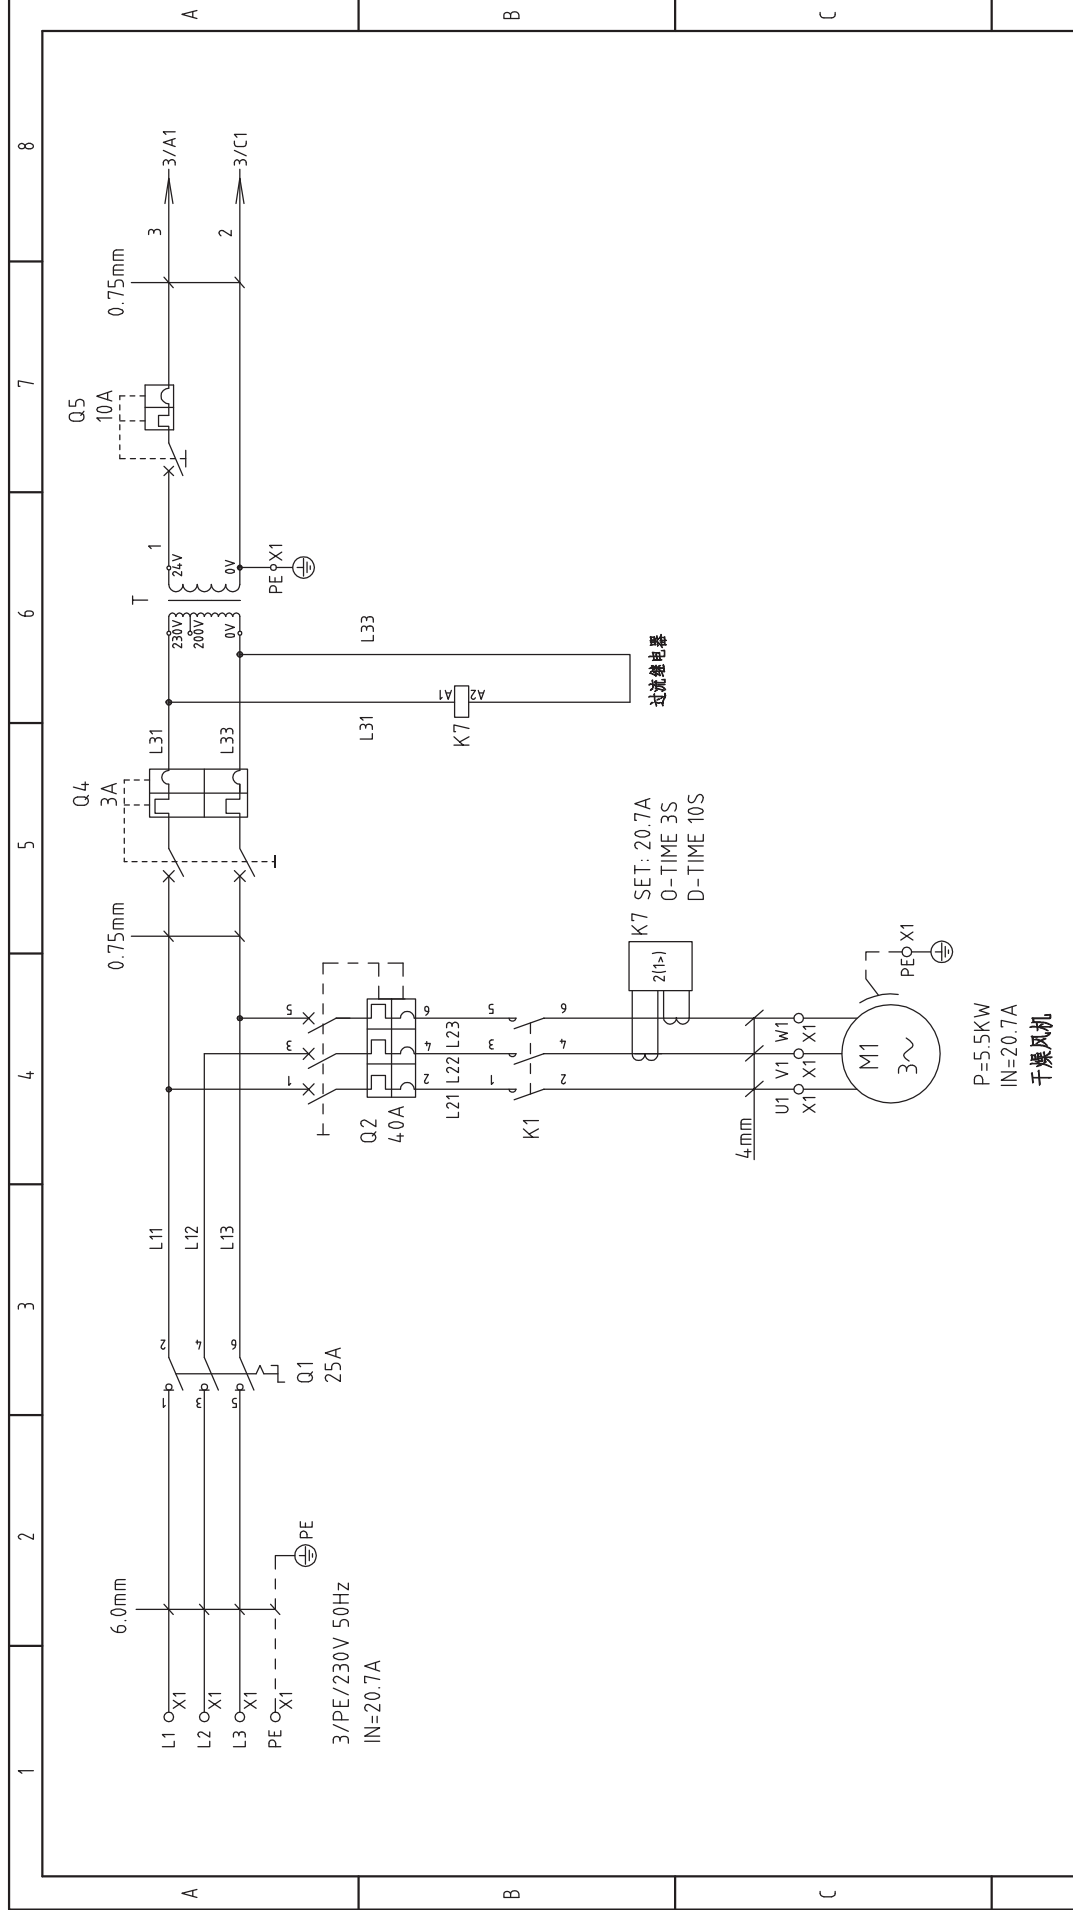 1
2
3
4
5
6
7
8
A
B
C
A
B
C
L1
X1
L2
X1
L3
X1
PE
X1
6.0mm
PE
3/PE/230V 50Hz
IN=20.7A
1
2
3
4
5
6
Q1
25A
L11
L12
L13
1
3
5
Q2
40A
2
4
6
L21
L22
L23
1
3
5
K1
2
4
6
K7
SET: 20.7A
O-TIME 3S
D-TIME 10S
2(1>)
4mm
U1
V1
W1
X1
X1
X1
PE
X1
M1
3~
P=5.5KW
IN=20.7A
干燥风机
0.75mm
Q4
3A
L31
L33
L31
L33
K7
A1
A2
过流继电器
T
230V
200V
0V
24V
0V
PE
X1
1
Q5
10A
0.75mm
3
2
3/A1
3/C1